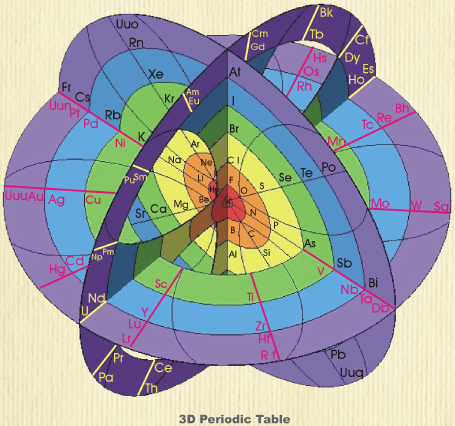 Uuo
Rn
Xe
Kr
Bk
Tb
Cm
Gd
Cf
Dy
Es
Ho
Hs
Os
Rh
At
I
Br
Cl
F
Fr
Cs
Rb
K
Uun
Pt
Pd
Ni
Am
Eu
Ar
Ne
Na
Li
Mg
Be
Bh
Re
Tc
Mn
Po
Te
Se
S
O
Pu
Sm
Uuu
Au
Ag
Cu
Sr
Ca
Mo
W
Sg
N
P
As
Sb
Bi
B
C
Al
Si
Np
Pm
Cd
Hg
Sc
Y
Lu
Lr
Ti
Zr
Hf
Rf
V
Nb
Ta
Db
Nd
U
Pr
Pa
Ce
Th
Pb
Uuq
3D Periodic Table